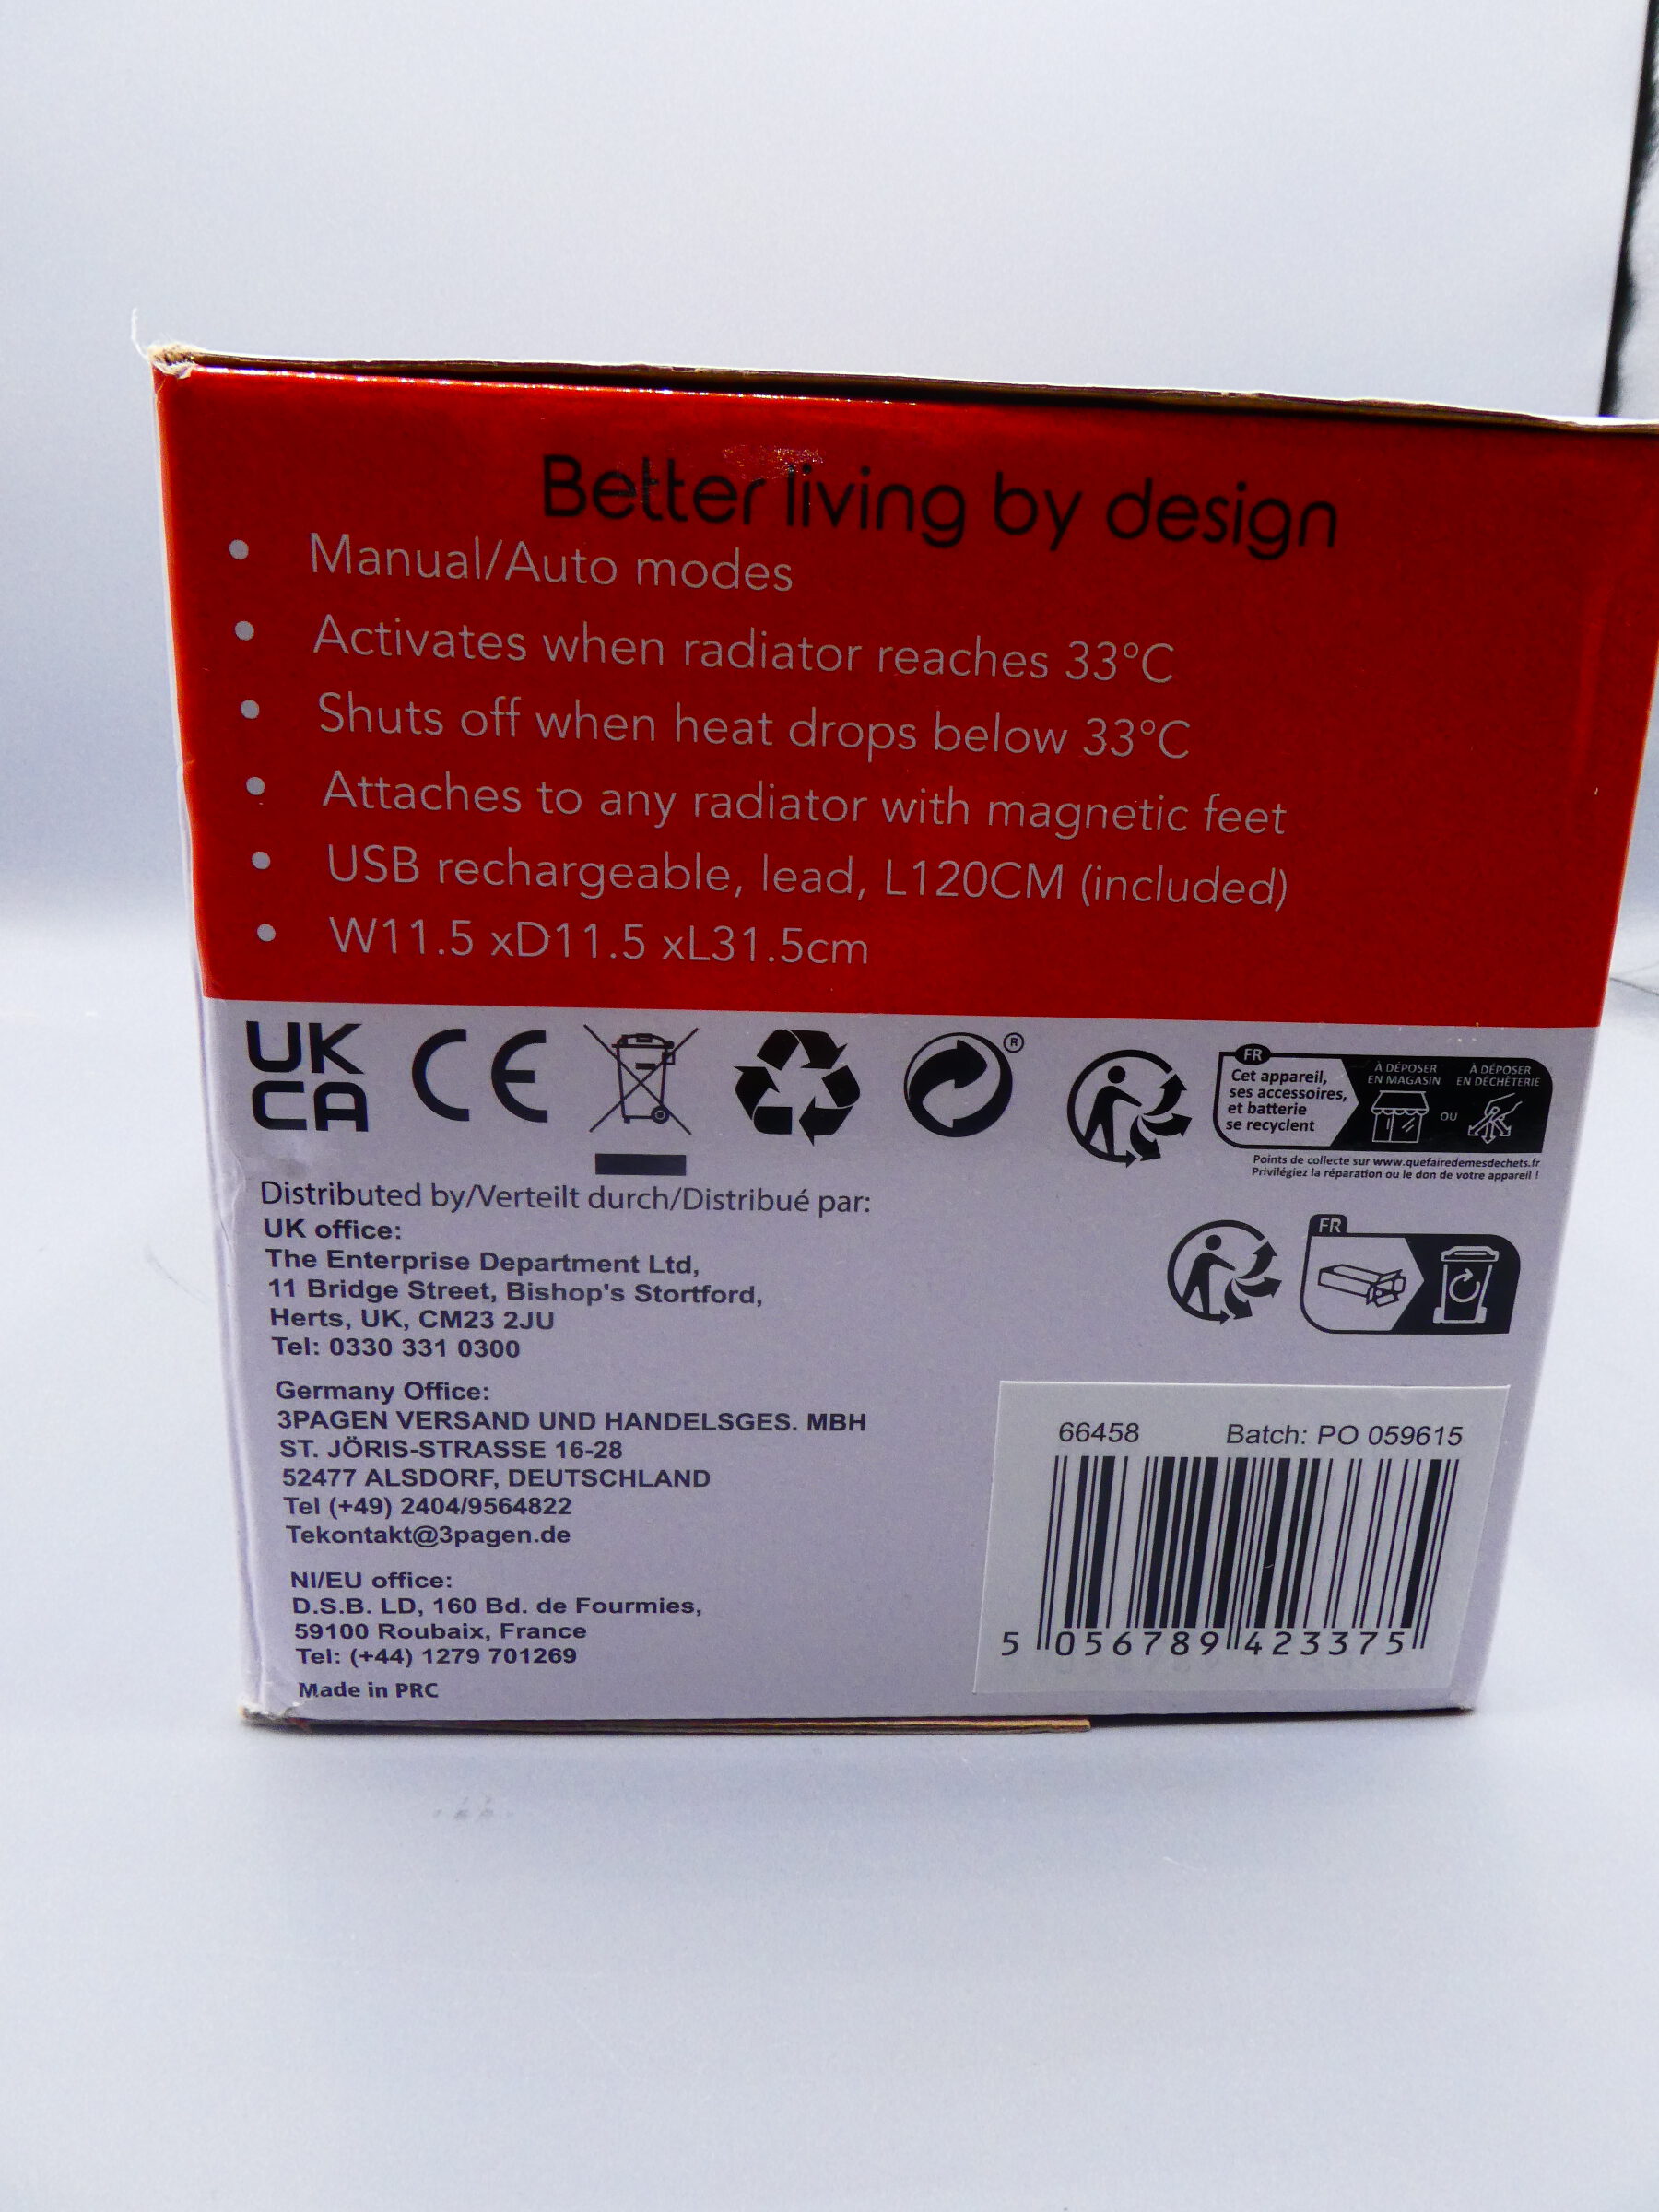 Better living by design
• Manual/Auto modes
• Activates when radiator reaches 33°C
• Shuts off when heat drops below 33°C
• Attaches to any radiator with magnetic feet
• USB rechargeable, lead, L120CM (included)
• W11.5 xD11.5 xL31.5cm
UK
CA
CE
®
FR
Cet appareil,
ses accessoires,
et batterie
se recyclent
À DÉPOSER
EN MAGASIN
OU
À DÉPOSER
EN DÉCHÈTERIE
Points de collecte sur www.quefairedemesdechets.fr
Privilégiez la réparation ou le don de votre appareil !
FR
Distributed by/Verteilt durch/Distribué par:
UK office:
The Enterprise Department Ltd,
11 Bridge Street, Bishop's Stortford,
Herts, UK, CM23 2JU
Tel: 0330 331 0300
Germany Office:
3PAGEN VERSAND UND HANDELSGES. MBH
ST. JÖRIS-STRASSE 16-28
52477 ALSDORF, DEUTSCHLAND
Tel (+49) 2404/9564822
Tekontakt@3pagen.de
NI/EU office:
D.S.B. LD, 160 Bd. de Fourmies,
59100 Roubaix, France
Tel: (+44) 1279 701269
Made in PRC
66458 Batch: PO 059615
5 056789 423375